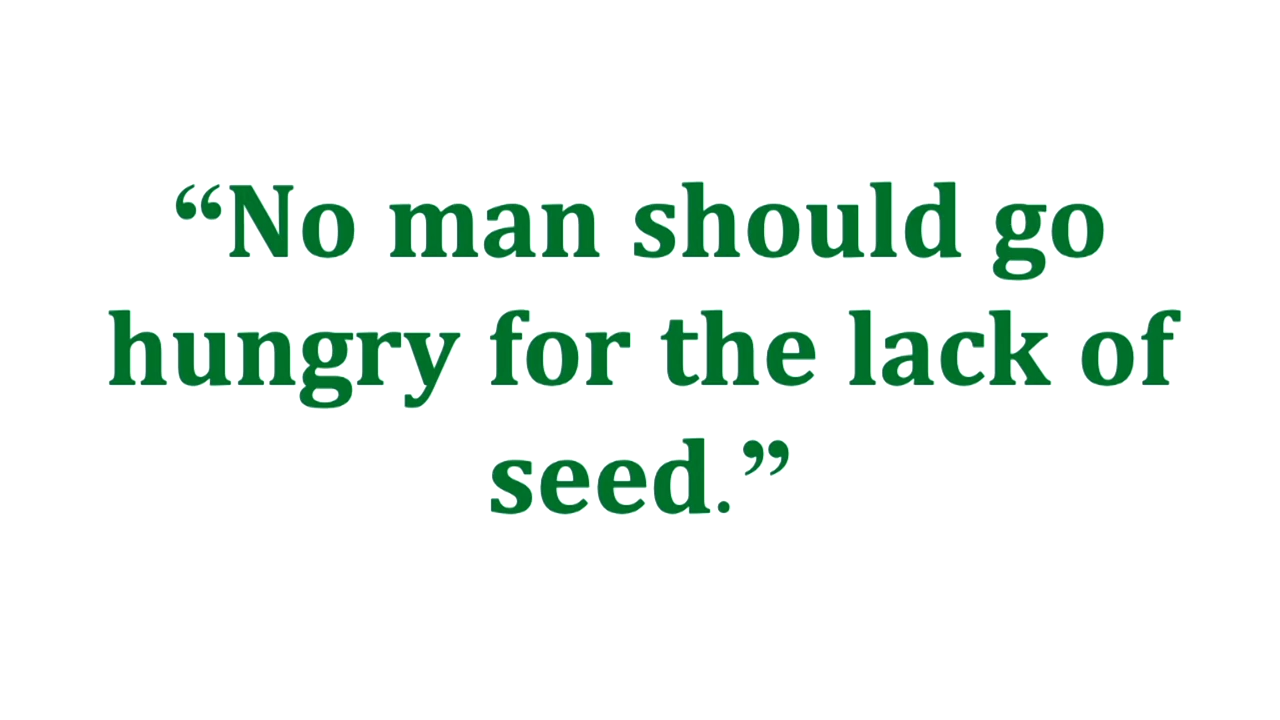 “No man should go
hungry for the lack of
seed.”